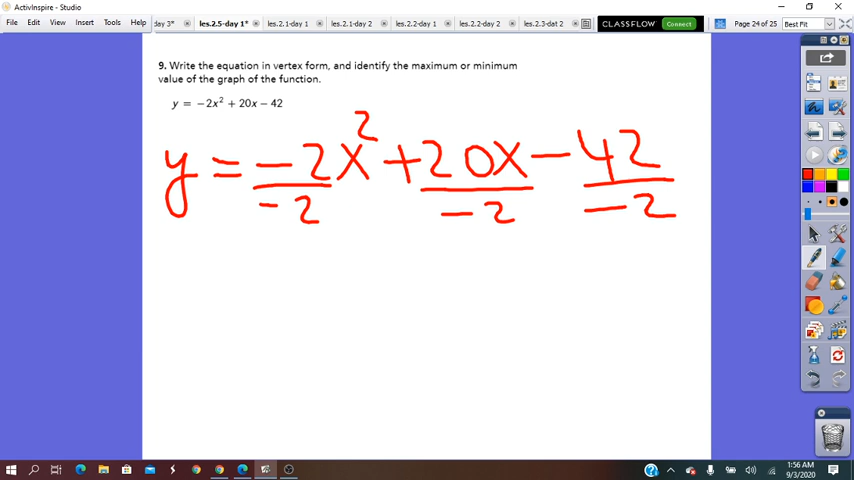 ActivInspire - Studio
File Edit View Insert Tools Help day 3* les.2.5-day 1* les.2.1-day 1 les.2.1-day 2 les.2.2-day 1 les.2.2-day 2 les.2.3-dat 2 CLASSFLOW Connect Page 24 of 25 Best Fit
9. Write the equation in vertex form, and identify the maximum or minimum
value of the graph of the function.
y = −2x² + 20x − 42
y = −2x² + 20x − 42
−2 −2 −2
1:56 AM
9/3/2020